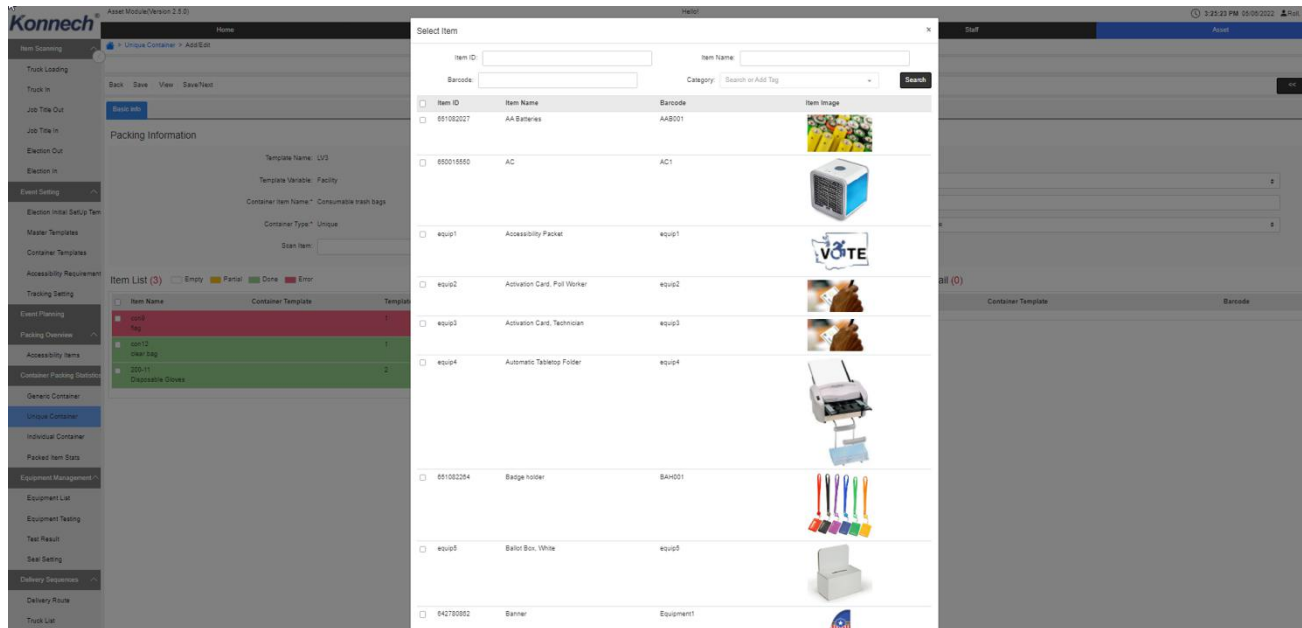 Konnech
Asset Module(Version 2.5.0)
Hello!
5:25:23 PM 05/06/2022
Home
Staff
Asset
> Unique Container > Add/Edit
Item Scanning
Truck Loading
Truck In
Job Title Out
Job Title In
Election Out
Election In
Event Setting
Election Initial SetUp Tem
Master Templates
Container Templates
Accessibility Requirement
Tracking Setting
Event Planning
Packing Overview
Accessibility Items
Container Packing Statistics
Generic Container
Unique Container
Individual Container
Packed Item Stats
Equipment Management
Equipment List
Equipment Testing
Test Result
Seal Setting
Delivery Sequences
Delivery Route
Truck List
Back Save View Save/Next
<<
Basic Info
Packing Information
Template Name: LV3
Template Variable: Facility
Container Item Name:* Consumable trash bags
Container Type:* Unique
Scan Item:
Item List (3) Empty Partial Done Error
Item Name Container Template Template
flag
con12 1
clear bag
200-11 2
Disposable Gloves
ail (0)
Container Template Barcode
Select Item
×
Item ID: Item Name:
Barcode: Category: Search or Add Tag Search
Item ID Item Name Barcode Item Image
651082027 AA Batteries AAB001
650015550 AC AC1
equip1 Accessibility Packet equip1
VOTE
equip2 Activation Card, Poll Worker equip2
equip3 Activation Card, Technician equip3
equip4 Automatic Tabletop Folder equip4
651082264 Badge holder BAH001
equip5 Ballot Box, White equip5
642780862 Banner Equipment1